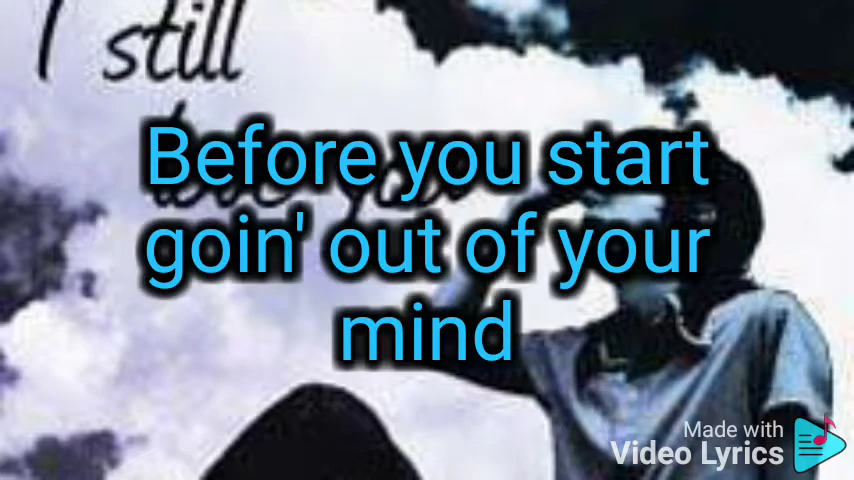 I still
Before you start
goin' out of your
mind
Made with
Video Lyrics